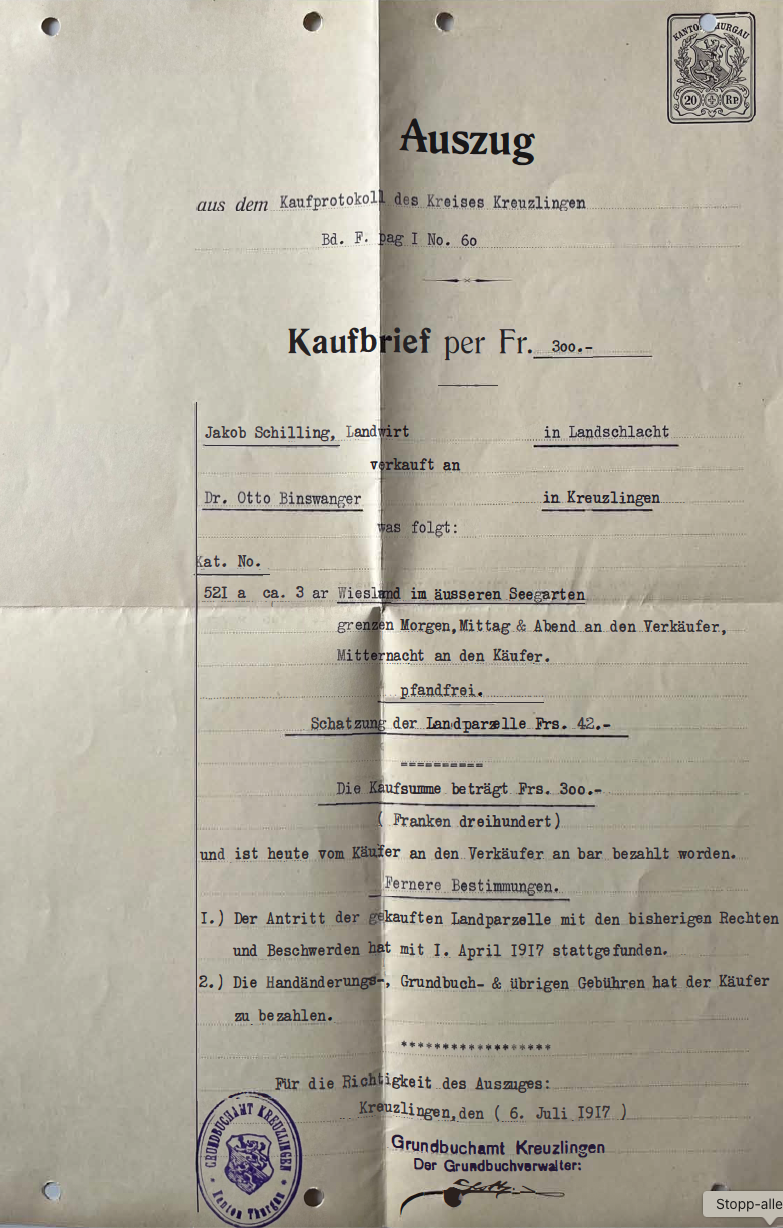 KANTON THURGAU
20 Rp.
Auszug
aus dem Kaufprotokoll des Kreises Kreuzlingen
Bd. F. pag I No. 60
Kaufbrief per Fr. 300.-
Jakob Schilling, Landwirt in Landschlacht
verkauft an
Dr. Otto Binswanger in Kreuzlingen
was folgt:
Kat. No.
521 a ca. 3 ar Wiesland im äusseren Seegarten
grenzen Morgen, Mittag & Abend an den Verkäufer,
Mitternacht an den Käufer.
pfandfrei.
Schatzung der Landparzelle Frs. 42.-
==========
Die Kaufsumme beträgt Frs. 300.-
( Franken dreihundert)
und ist heute vom Käufer an den Verkäufer an bar bezahlt worden.
Fernere Bestimmungen.
I.) Der Antritt der gekauften Landparzelle mit den bisherigen Rechten
und Beschwerden hat mit I. April 1917 stattgefunden.
2.) Die Handänderungs-, Grundbuch- & übrigen Gebühren hat der Käufer
zu bezahlen.
******************
Für die Richtigkeit des Auszuges:
Kreuzlingen, den ( 6. Juli 1917 )
Grundbuchamt Kreuzlingen
Der Grundbuchverwalter:
GRUNDBUCHAMT KREUZLINGEN
Kanton Thurgau
Stopp-alle